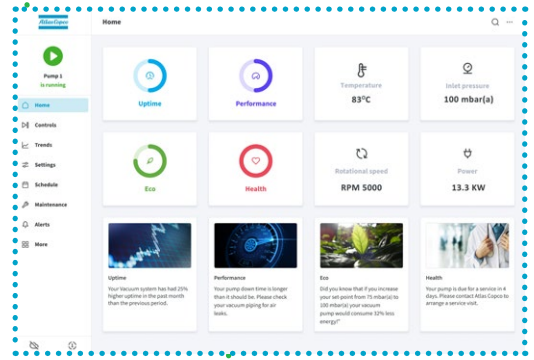 Atlas Copco
Home
Pump 1
is running
Home
Controls
Trends
Settings
Schedule
Maintenance
Alerts
More
Uptime
Performance
Temperature
83°C
Inlet pressure
100 mbar(a)
Eco
Health
Rotational speed
RPM 5000
Power
13.3 KW
Uptime
Your Vacuum system has had 25%
higher uptime in the past month
than the previous period.
Performance
Your pump down time is longer
than it should be. Please check
your vacuum piping for air
leaks.
Eco
Did you know that if you increase
your set-point from 75 mbar(a) to
100 mbar(a) your vacuum
pump would consume 32% less
energy?"
Health
Your pump is due for a service in 4
days. Please contact Atlas Copco to
arrange a service visit.